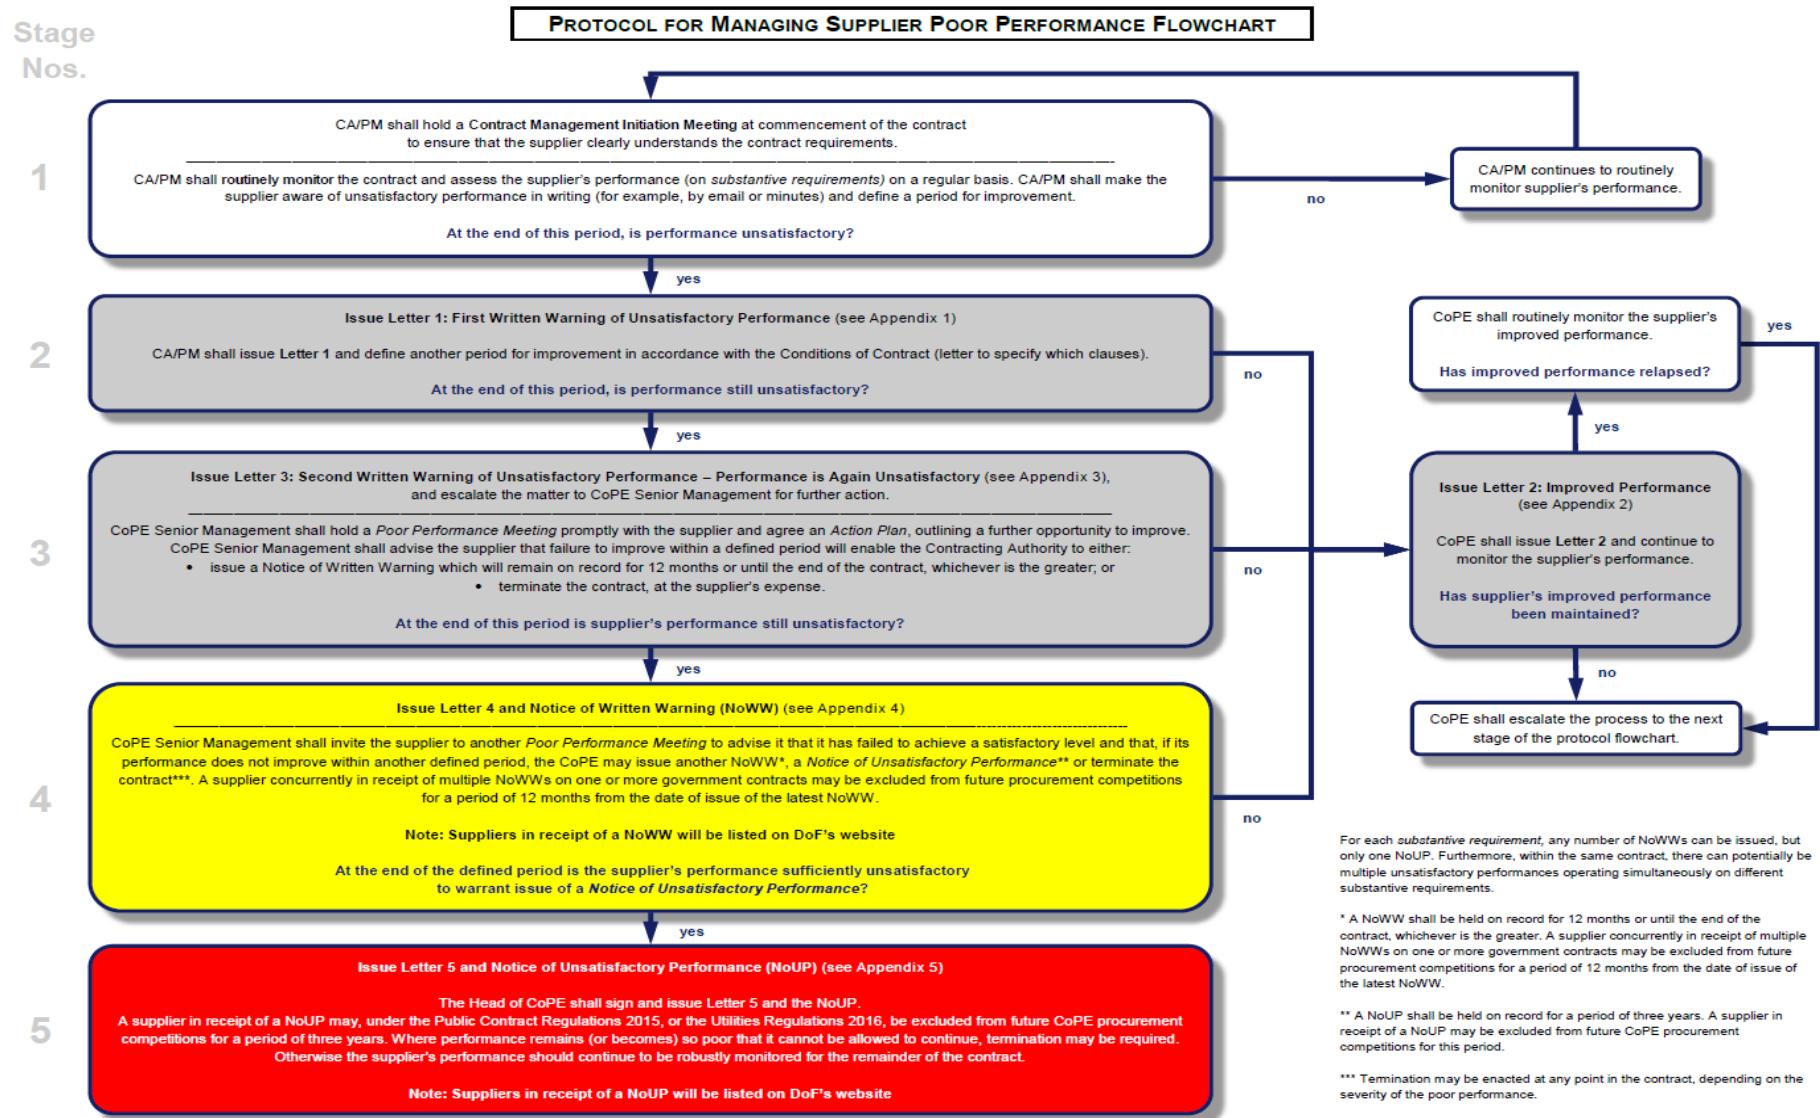 PROTOCOL FOR MANAGING SUPPLIER POOR PERFORMANCE FLOWCHART
Stage
Nos.
1
CA/PM shall hold a Contract Management Initiation Meeting at commencement of the contract
to ensure that the supplier clearly understands the contract requirements.
CA/PM shall routinely monitor the contract and assess the supplier's performance (on substantive requirements) on a regular basis. CA/PM shall make the
supplier aware of unsatisfactory performance in writing (for example, by email or minutes) and define a period for improvement.
At the end of this period, is performance unsatisfactory?
no
CA/PM continues to routinely
monitor supplier's performance.
yes
2
Issue Letter 1: First Written Warning of Unsatisfactory Performance (see Appendix 1)
CA/PM shall issue Letter 1 and define another period for improvement in accordance with the Conditions of Contract (letter to specify which clauses).
At the end of this period, is performance still unsatisfactory?
no
yes
3
Issue Letter 3: Second Written Warning of Unsatisfactory Performance – Performance is Again Unsatisfactory (see Appendix 3),
and escalate the matter to CoPE Senior Management for further action.
CoPE Senior Management shall hold a Poor Performance Meeting promptly with the supplier and agree an Action Plan, outlining a further opportunity to improve.
CoPE Senior Management shall advise the supplier that failure to improve within a defined period will enable the Contracting Authority to either:
• issue a Notice of Written Warning which will remain on record for 12 months or until the end of the contract, whichever is the greater; or
• terminate the contract, at the supplier's expense.
At the end of this period is supplier's performance still unsatisfactory?
no
yes
4
Issue Letter 4 and Notice of Written Warning (NoWW) (see Appendix 4)
CoPE Senior Management shall invite the supplier to another Poor Performance Meeting to advise it that it has failed to achieve a satisfactory level and that, if its
performance does not improve within another defined period, the CoPE may issue another NoWW*, a Notice of Unsatisfactory Performance** or terminate the
contract***. A supplier concurrently in receipt of multiple NoWWs on one or more government contracts may be excluded from future procurement competitions
for a period of 12 months from the date of issue of the latest NoWW.
Note: Suppliers in receipt of a NoWW will be listed on DoF's website
At the end of the defined period is the supplier's performance sufficiently unsatisfactory
to warrant issue of a Notice of Unsatisfactory Performance?
no
yes
5
Issue Letter 5 and Notice of Unsatisfactory Performance (NoUP) (see Appendix 5)
The Head of CoPE shall sign and issue Letter 5 and the NoUP.
A supplier in receipt of a NoUP may, under the Public Contract Regulations 2015, or the Utilities Regulations 2016, be excluded from future CoPE procurement
competitions for a period of three years. Where performance remains (or becomes) so poor that it cannot be allowed to continue, termination may be required.
Otherwise the supplier's performance should continue to be robustly monitored for the remainder of the contract.
Note: Suppliers in receipt of a NoUP will be listed on DoF's website
CoPE shall routinely monitor the supplier's
improved performance.
Has improved performance relapsed?
yes
yes
Issue Letter 2: Improved Performance
(see Appendix 2)
CoPE shall issue Letter 2 and continue to
monitor the supplier's performance.
Has supplier's improved performance
been maintained?
no
CoPE shall escalate the process to the next
stage of the protocol flowchart.
For each substantive requirement, any number of NoWWs can be issued, but
only one NoUP. Furthermore, within the same contract, there can potentially be
multiple unsatisfactory performances operating simultaneously on different
substantive requirements.
* A NoWW shall be held on record for 12 months or until the end of the
contract, whichever is the greater. A supplier concurrently in receipt of multiple
NoWWs on one or more government contracts may be excluded from future
procurement competitions for a period of 12 months from the date of issue of
the latest NoWW.
** A NoUP shall be held on record for a period of three years. A supplier in
receipt of a NoUP may be excluded from future CoPE procurement
competitions for this period.
*** Termination may be enacted at any point in the contract, depending on the
severity of the poor performance.